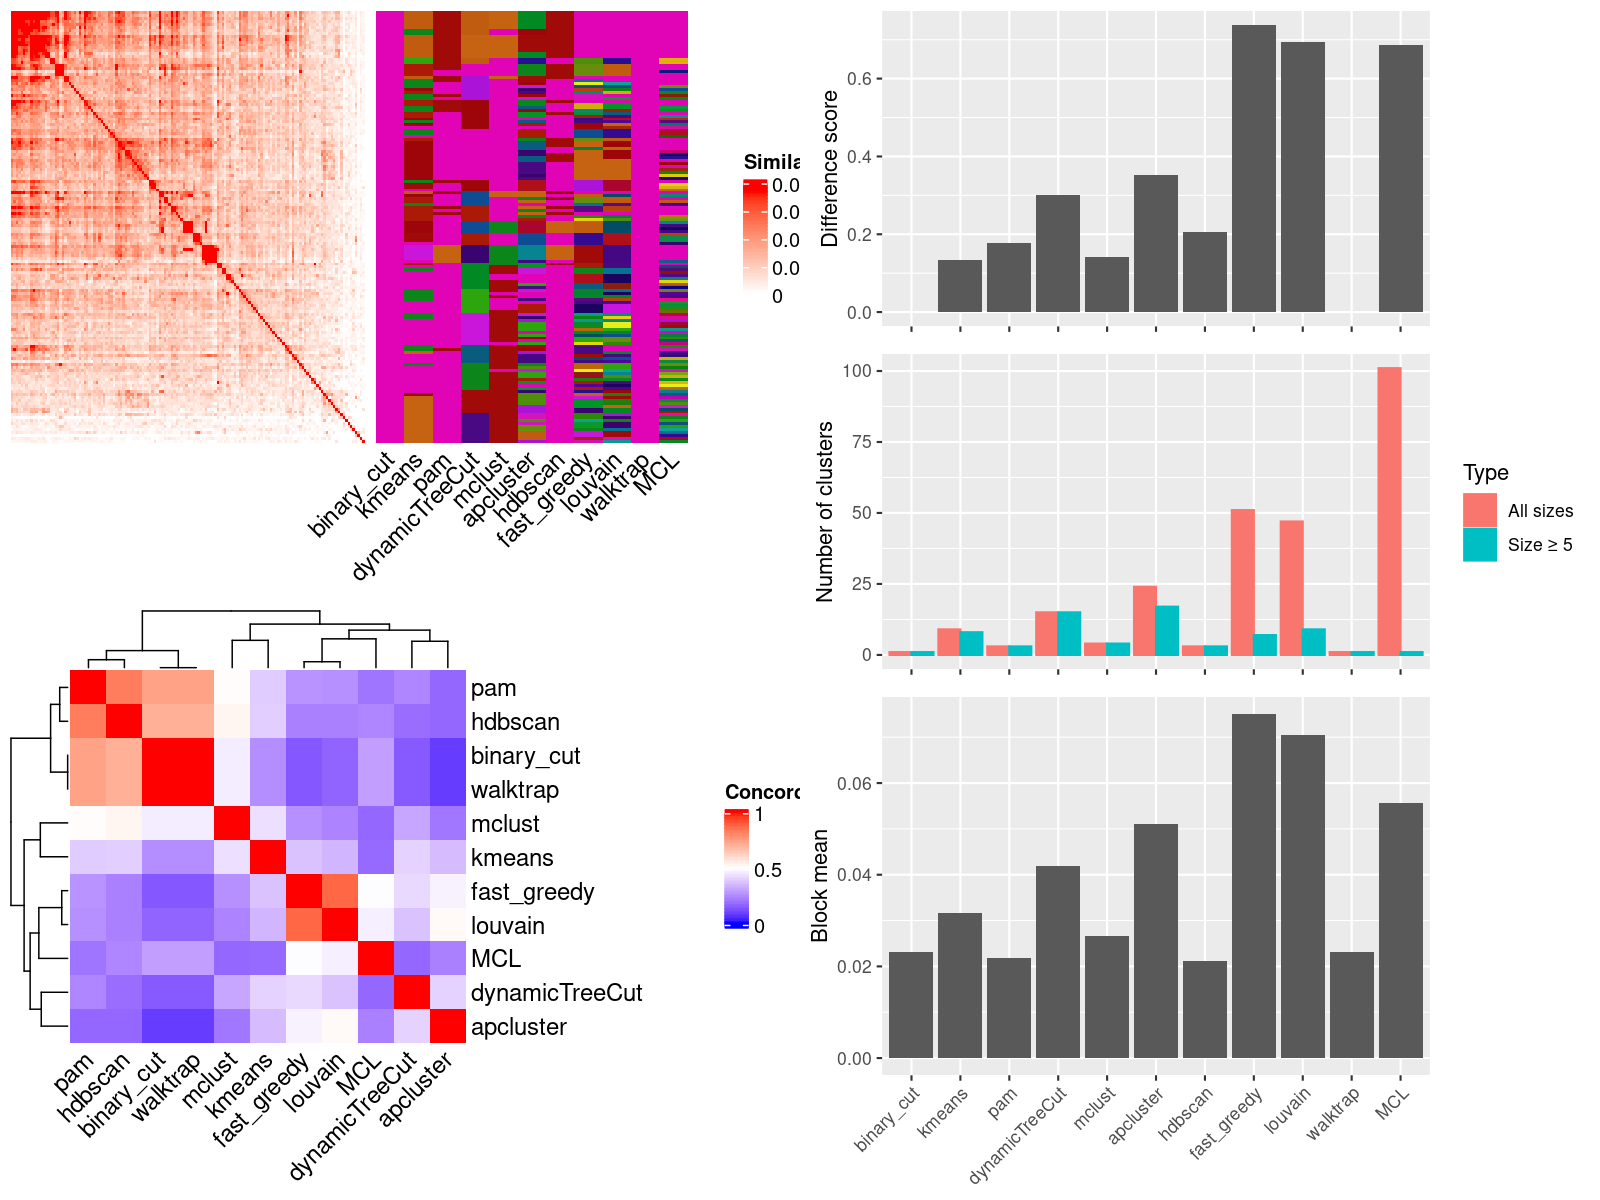 Simila
0.0
0.0
0.0
0.0
0
binary_cut
kmeans
pam
dynamicTreeCut
mclust
apcluster
hdbscan
fast_greedy
louvain
walktrap
MCL
pam
hdbscan
binary_cut
walktrap
mclust
kmeans
fast_greedy
louvain
MCL
dynamicTreeCut
apcluster
pam
hdbscan
binary_cut
walktrap
mclust
kmeans
fast_greedy
louvain
MCL
dynamicTreeCut
apcluster
Concord
1
0.5
0
Difference score
0.6
0.4
0.2
0.0
Number of clusters
100
75
50
25
0
Type
All sizes
Size ≥ 5
Block mean
0.06
0.04
0.02
0.00
binary_cut
kmeans
pam
dynamicTreeCut
mclust
apcluster
hdbscan
fast_greedy
louvain
walktrap
MCL